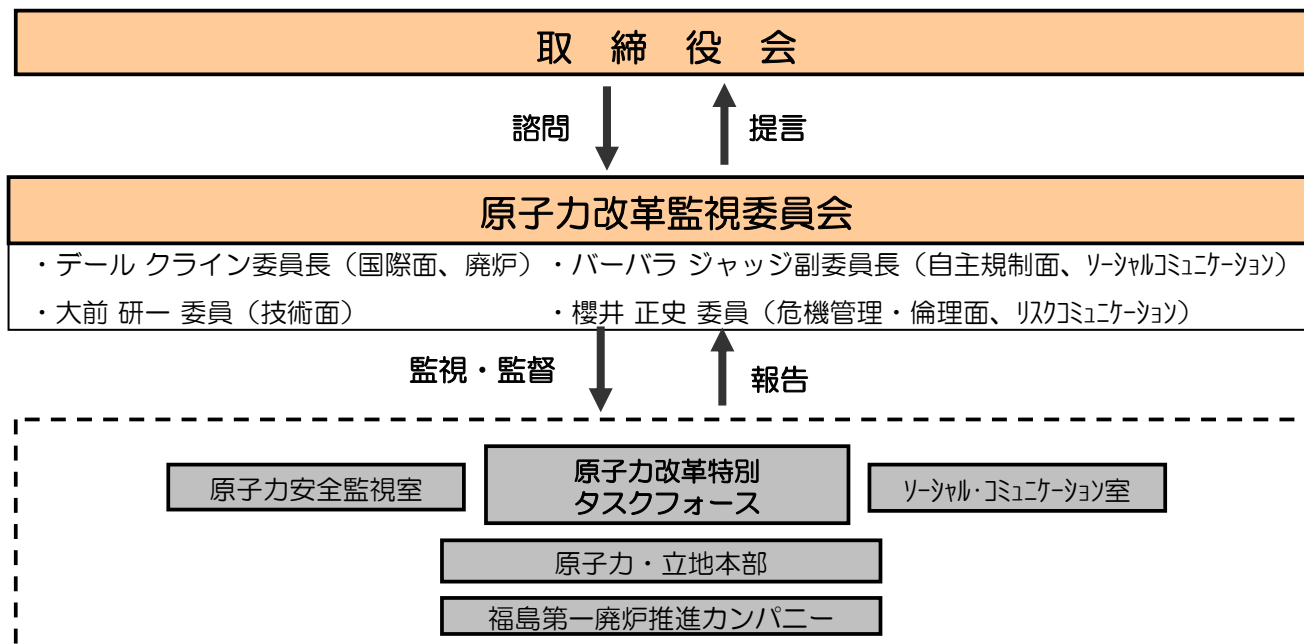 取 締 役 会
諮問 提言
原子力改革監視委員会
・デール クライン委員長（国際面、廃炉）・バーバラ ジャッジ副委員長（自主規制面、ソーシャルコミュニケーション）
・大前 研一 委員（技術面） ・櫻井 正史 委員（危機管理・倫理面、リスクコミュニケーション）
監視・監督 報告
原子力安全監視室
原子力改革特別
タスクフォース
ソーシャル・コミュニケーション室
原子力・立地本部
福島第一廃炉推進カンパニー